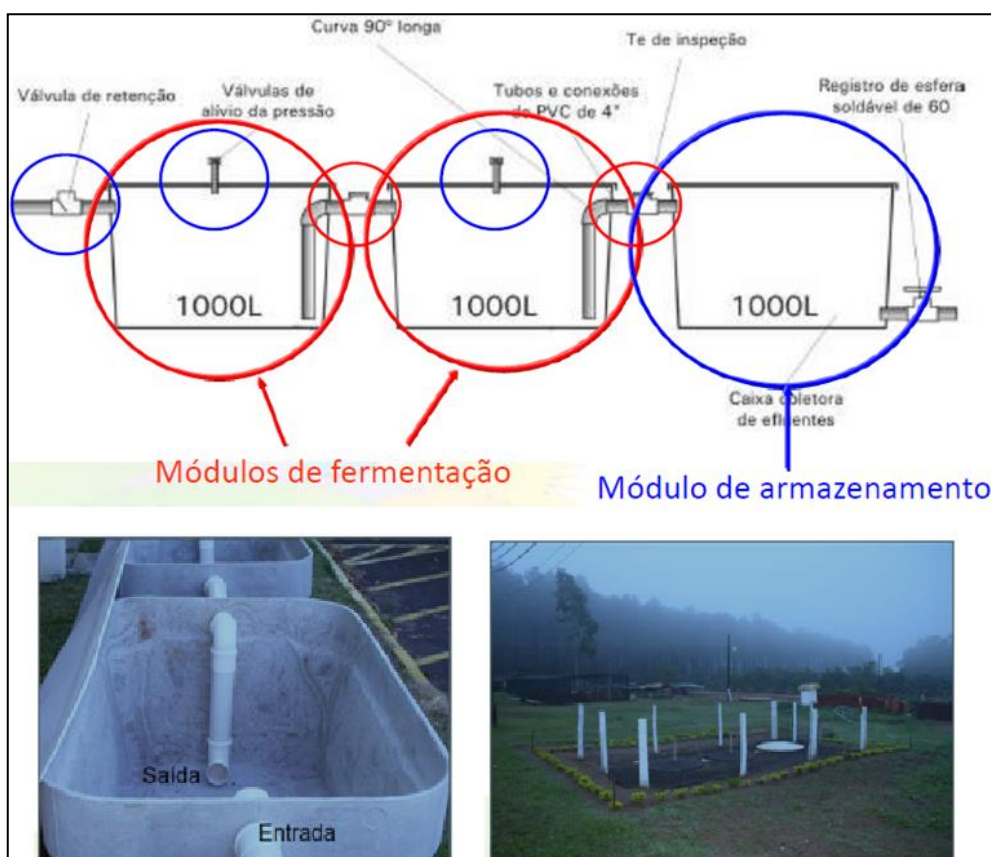 Curva 90º longa
Te de inspeção
Válvula de retenção
Válvulas de
alívio da pressão
Tubos e conexões
de PVC de 4"
Registro de esfera
soldável de 60
1000L
1000L
1000L
Caixa coletora
de efluentes
Módulos de fermentação
Módulo de armazenamento
Saída
Entrada